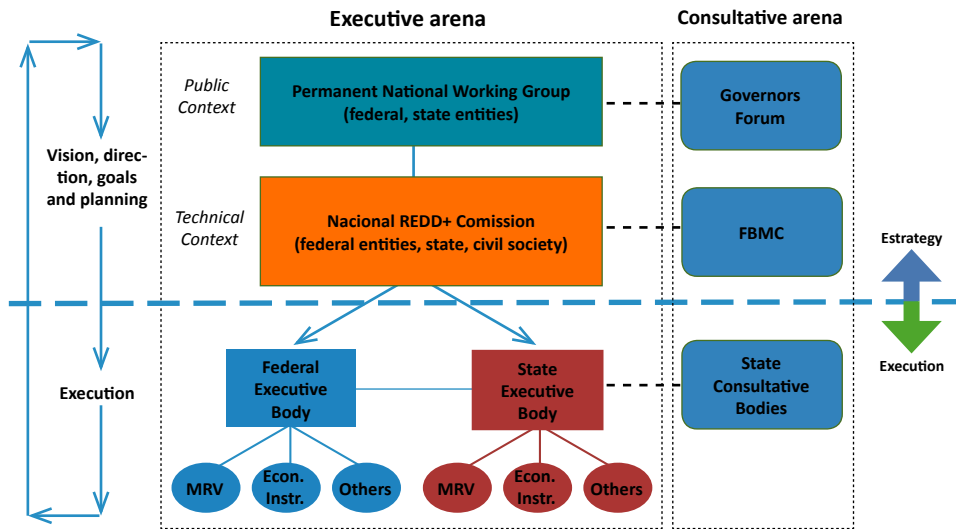 Executive arena
Consultative arena
Public
Context
Permanent National Working Group
(federal, state entities)
Governors
Forum
Vision, direc-
tion, goals
and planning
Technical
Context
Nacional REDD+ Comission
(federal entities, state, civil society)
FBMC
Estrategy
Execution
Federal
Executive
Body
State
Executive
Body
State
Consultative
Bodies
Execution
MRV
Econ.
Instr.
Others
MRV
Econ.
Instr.
Others